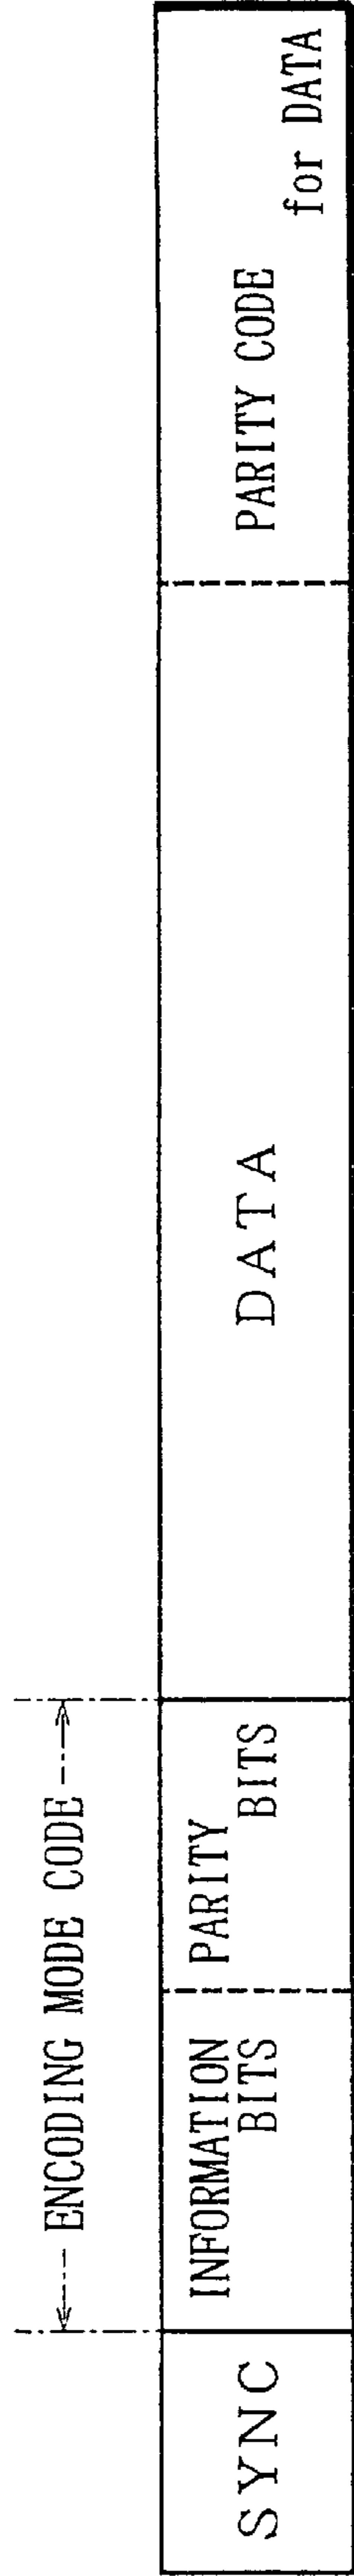 ENCODING MODE CODE
SYNC
INFORMATION
BITS
PARITY
BITS
DATA
PARITY CODE
for DATA